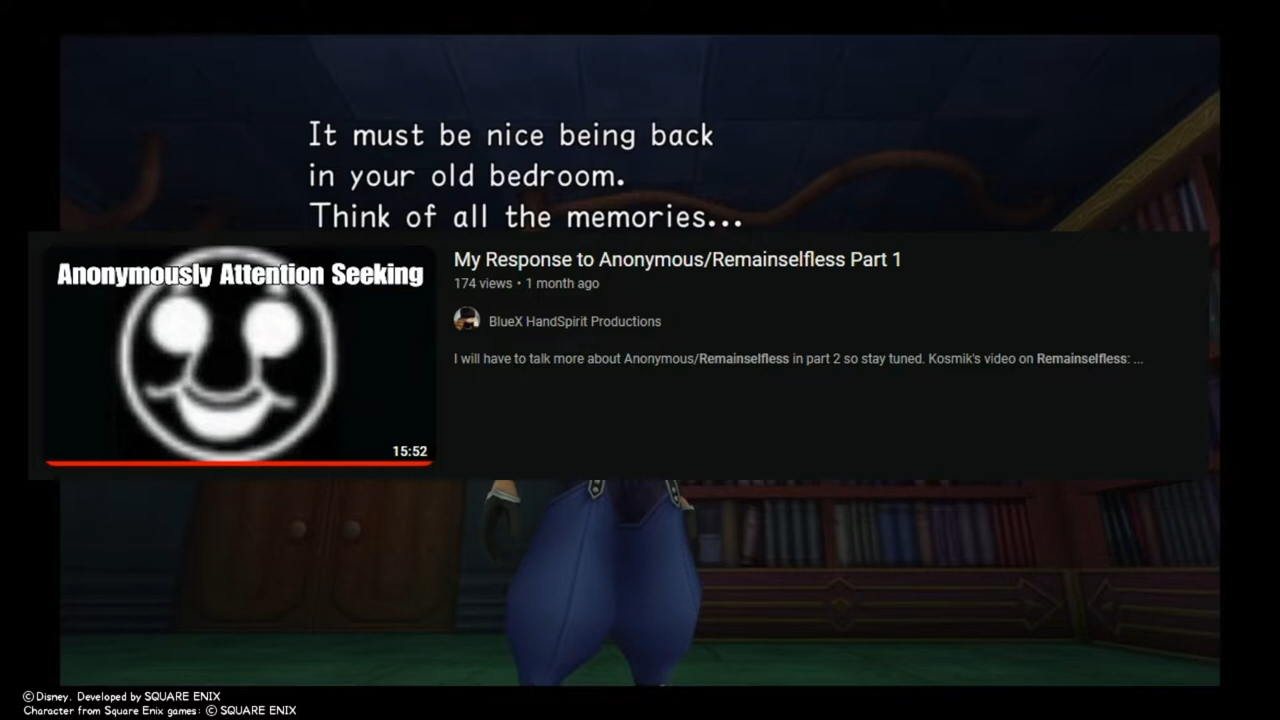 It must be nice being back
in your old bedroom.
Think of all the memories...
Anonymously Attention Seeking
15:52
My Response to Anonymous/Remainselfless Part 1
174 views • 1 month ago
BlueX HandSpirit Productions
I will have to talk more about Anonymous/Remainselfless in part 2 so stay tuned. Kosmik's video on Remainselfless: ...
© Disney. Developed by SQUARE ENIX
Character from Square Enix games: © SQUARE ENIX